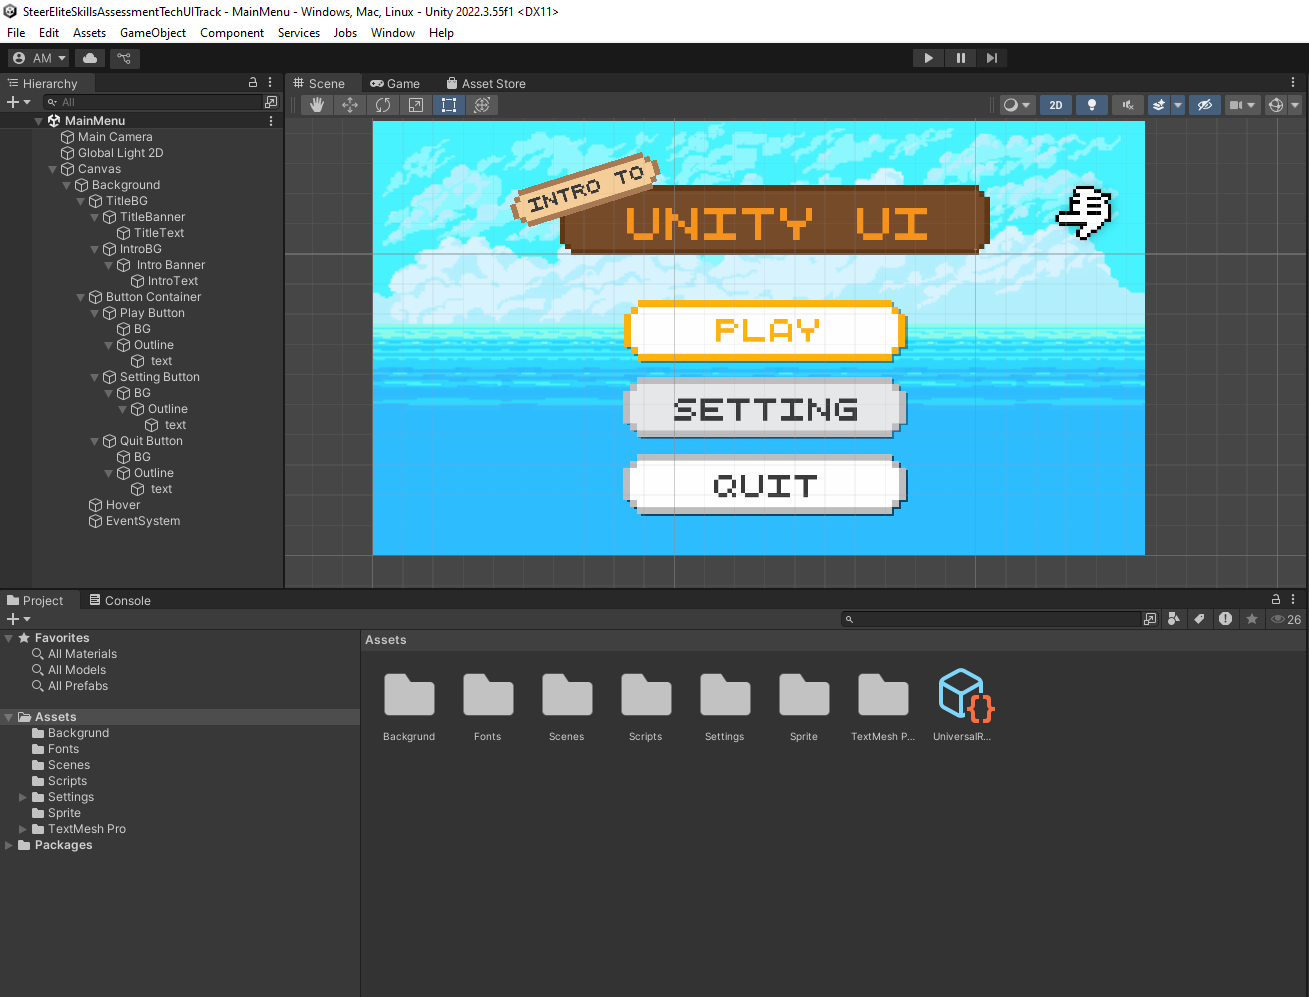 SteerEliteSkillsAssessmentTechUITrack - MainMenu - Windows, Mac, Linux - Unity 2022.3.55f1 <DX11>
File Edit Assets GameObject Component Services Jobs Window Help
AM
Hierarchy
All
MainMenu
Main Camera
Global Light 2D
Canvas
Background
TitleBG
TitleBanner
TitleText
IntroBG
Intro Banner
IntroText
Button Container
Play Button
BG
Outline
text
Setting Button
BG
Outline
text
Quit Button
BG
Outline
text
Hover
EventSystem
Scene Game Asset Store
2D
INTRO TO
UNITY UI
PLAY
SETTING
QUIT
Project Console
26
Favorites
All Materials
All Models
All Prefabs
Assets
Backgrund
Fonts
Scenes
Scripts
Settings
Sprite
TextMesh Pro
Packages
Assets
Backgrund Fonts Scenes Scripts Settings Sprite TextMesh P... UniversalR...